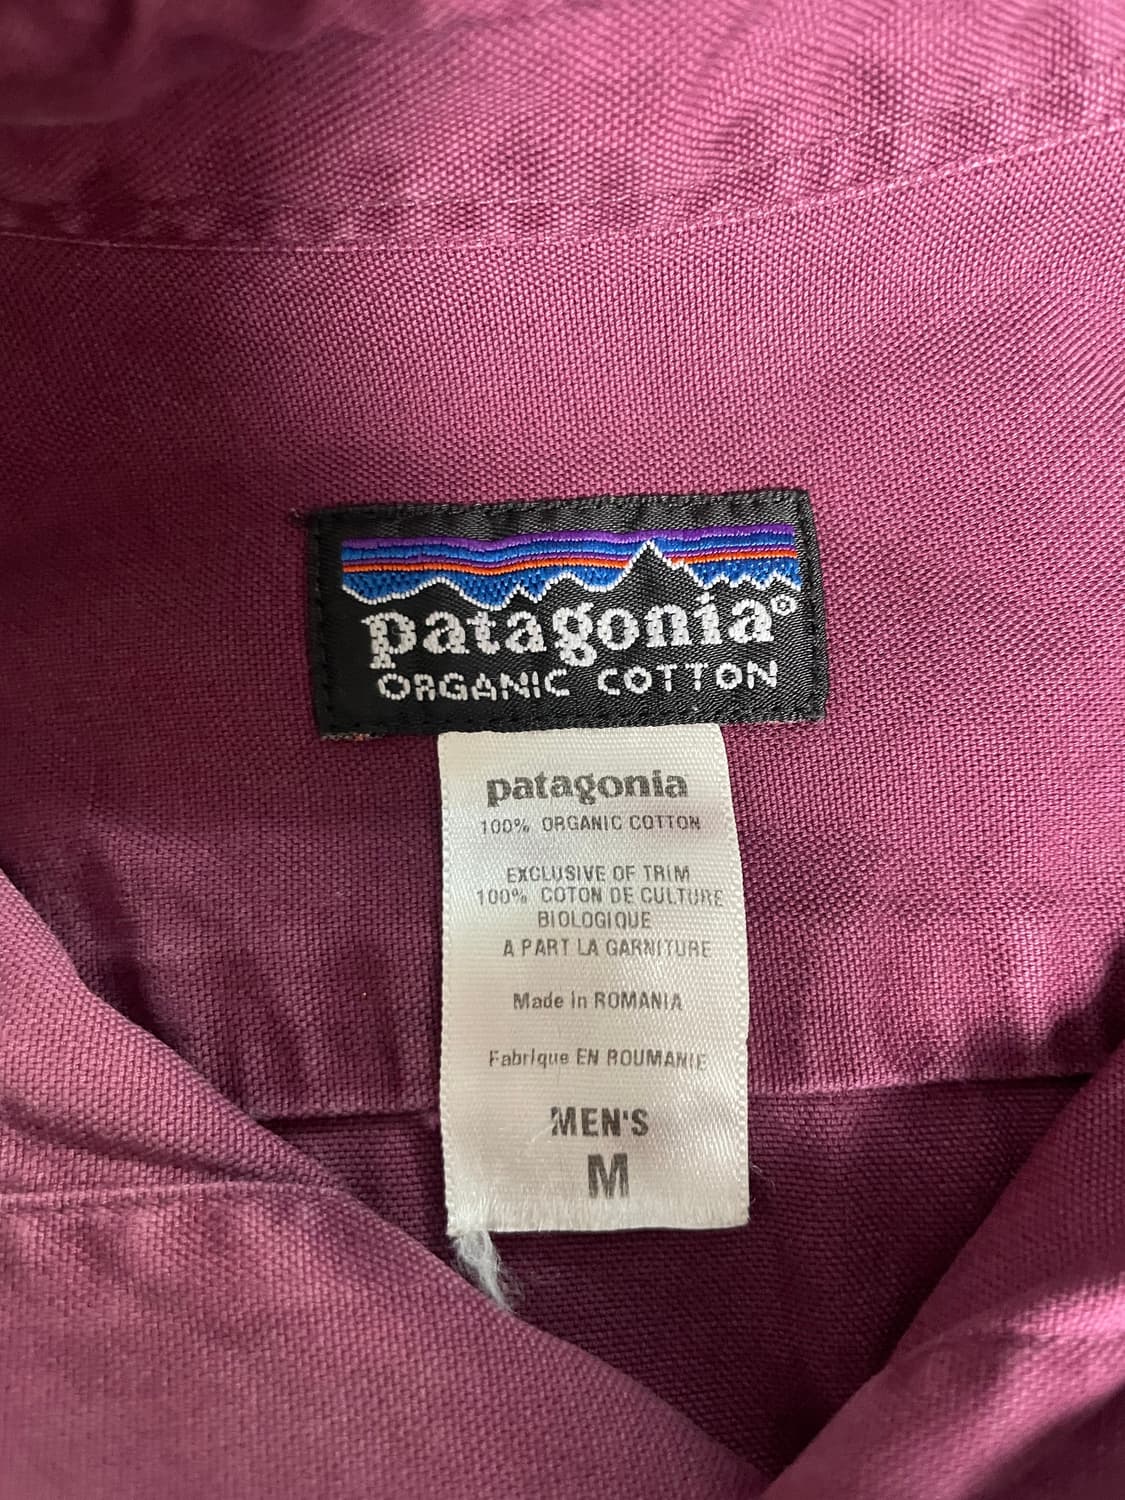 patagonia®
ORGANIC COTTON
patagonia
100% ORGANIC COTTON
EXCLUSIVE OF TRIM
100% COTON DE CULTURE
BIOLOGIQUE
A PART LA GARNITURE
Made in ROMANIA
Fabrique EN ROUMANIE
MEN'S
M